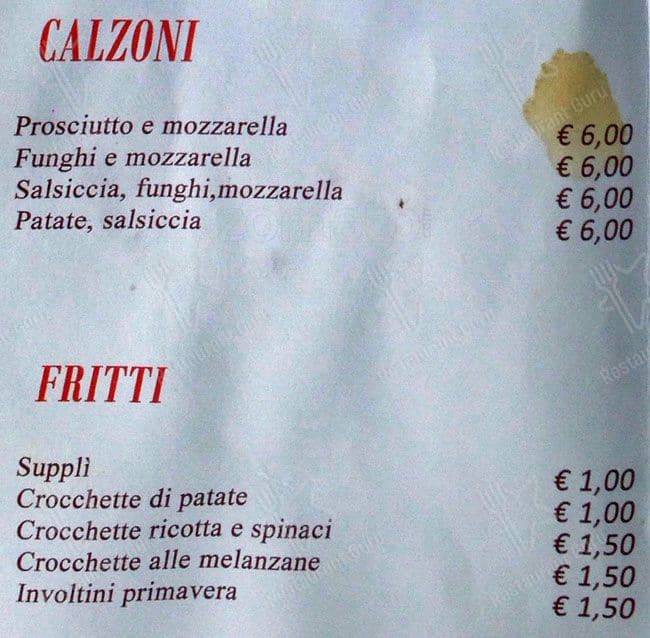 CALZONI
Prosciutto e mozzarella € 6,00
Funghi e mozzarella € 6,00
Salsiccia, funghi,mozzarella € 6,00
Patate, salsiccia € 6,00
FRITTI
Supplì € 1,00
Crocchette di patate € 1,00
Crocchette ricotta e spinaci € 1,50
Crocchette alle melanzane € 1,50
Involtini primavera € 1,50
Restaurant Guru